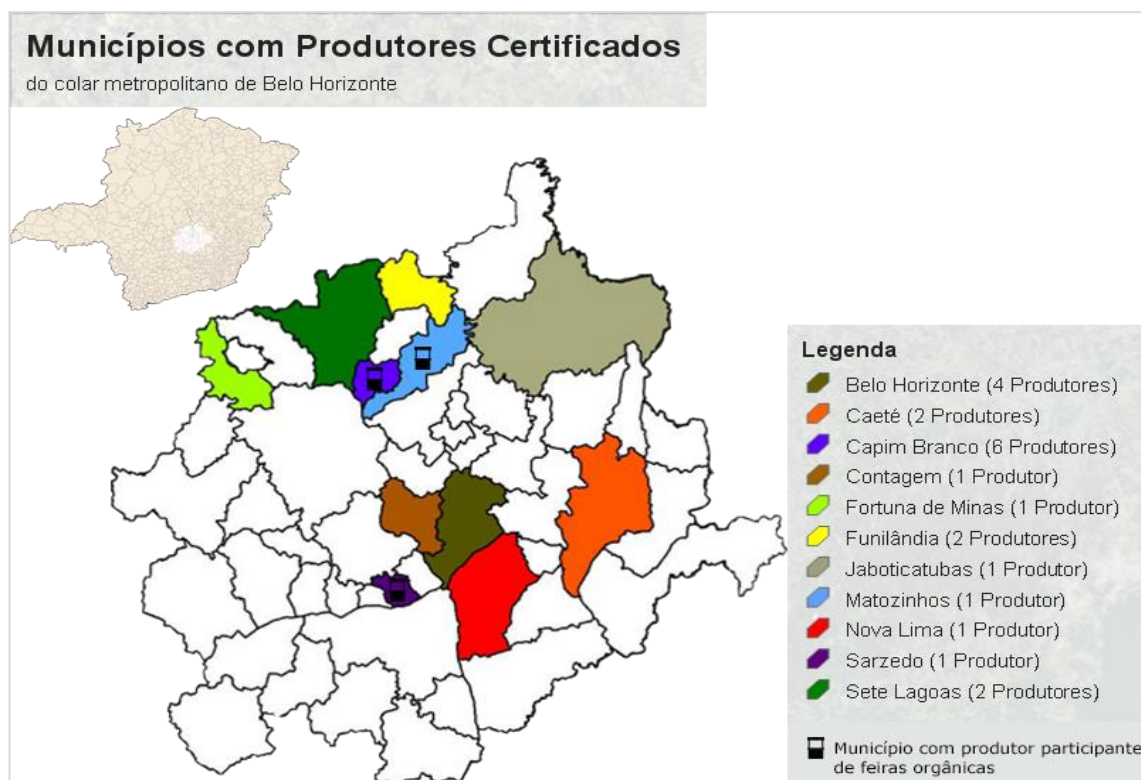 Municípios com Produtores Certificados
do colar metropolitano de Belo Horizonte
Legenda
Belo Horizonte (4 Produtores)
Caeté (2 Produtores)
Capim Branco (6 Produtores)
Contagem (1 Produtor)
Fortuna de Minas (1 Produtor)
Funilândia (2 Produtores)
Jaboticatubas (1 Produtor)
Matozinhos (1 Produtor)
Nova Lima (1 Produtor)
Sarzedo (1 Produtor)
Sete Lagoas (2 Produtores)
Município com produtor participante
de feiras orgânicas